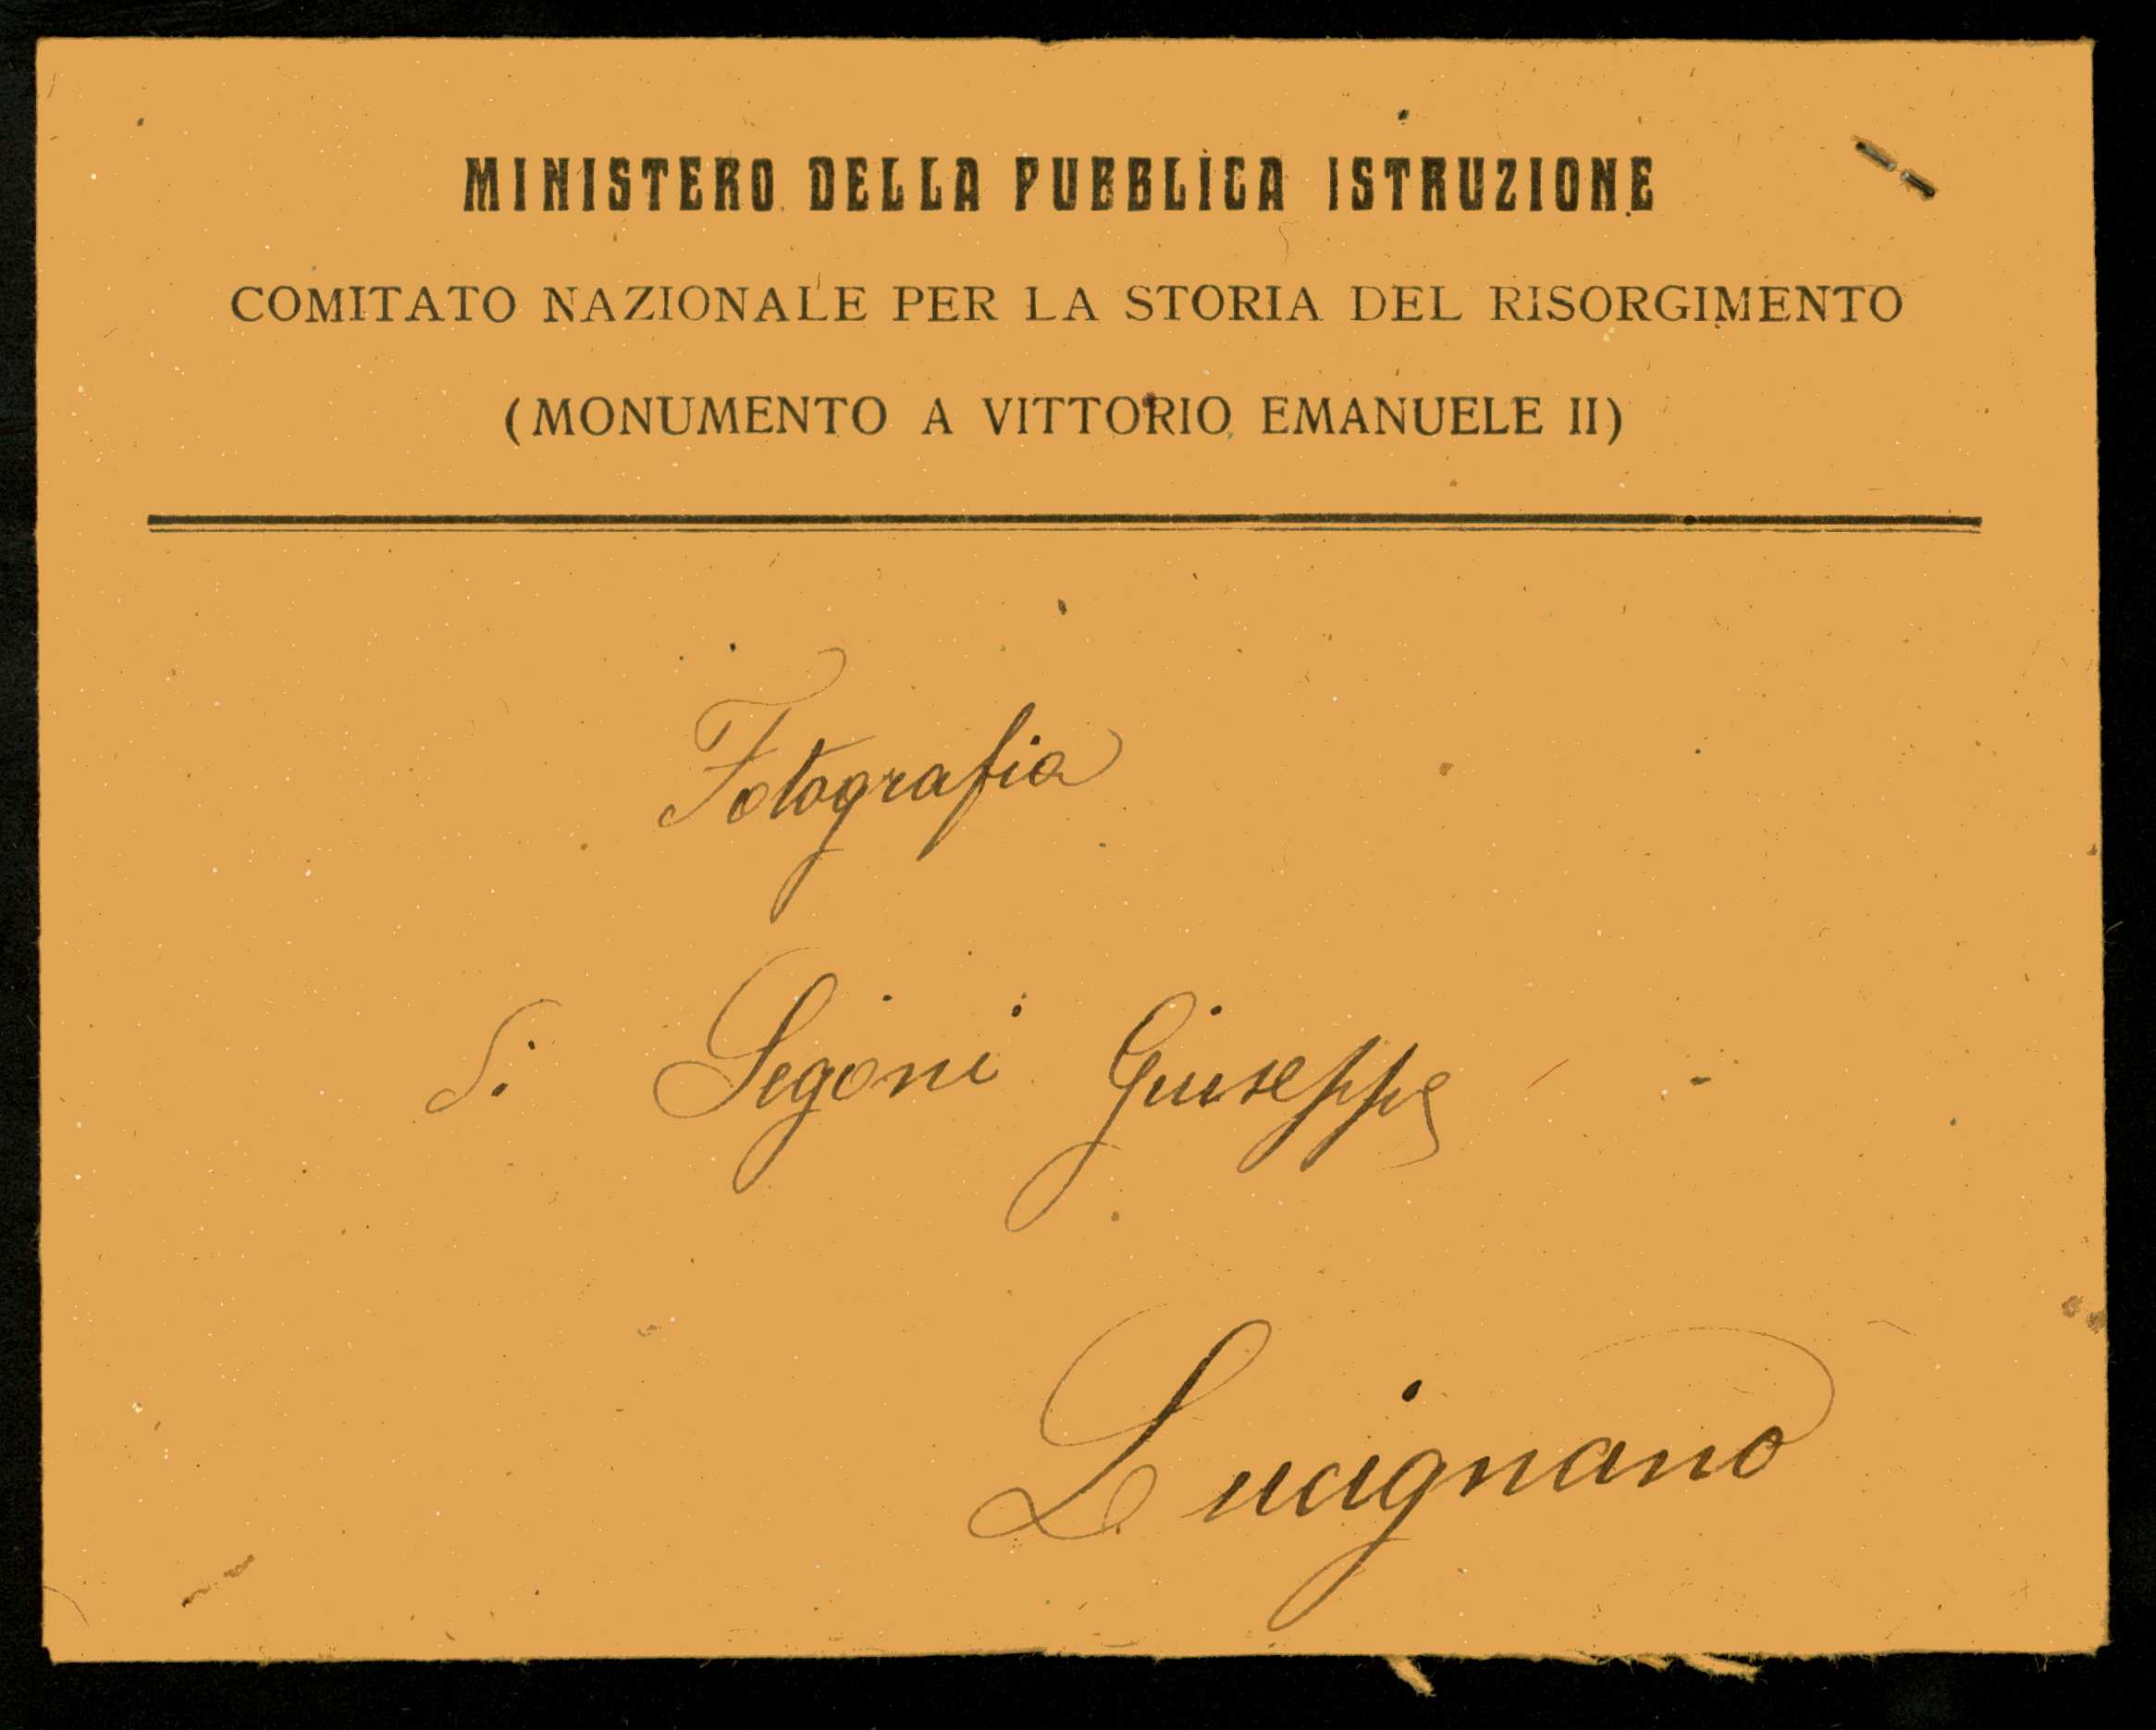 MINISTERO DELLA PUBBLICA ISTRUZIONE
COMITATO NAZIONALE PER LA STORIA DEL RISORGIMENTO
(MONUMENTO A VITTORIO EMANUELE II)
Fotografia
di Segoni Giuseppe
Lucignano